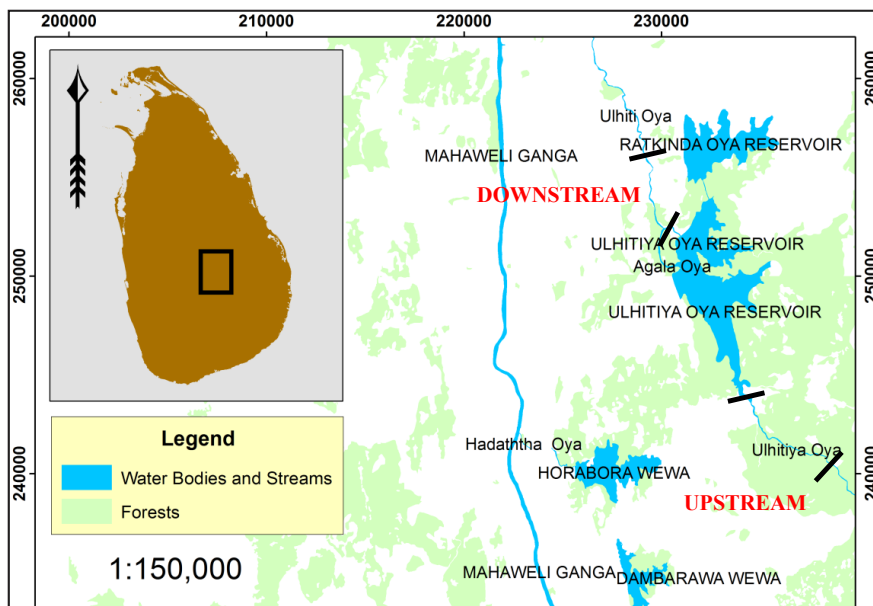 200000
210000
220000
230000
260000
260000
Ulhiti Oya
RATKINDA OYA RESERVOIR
MAHAWELI GANGA
DOWNSTREAM
ULHITIYA OYA RESERVOIR
Agala Oya
250000
250000
ULHITIYA OYA RESERVOIR
Legend
Water Bodies and Streams
Forests
Hadaththa Oya
Ulhitiya Oya
HORABORA WEWA
240000
240000
UPSTREAM
1:150,000
MAHAWELI GANGA
DAMBARAWA WEWA